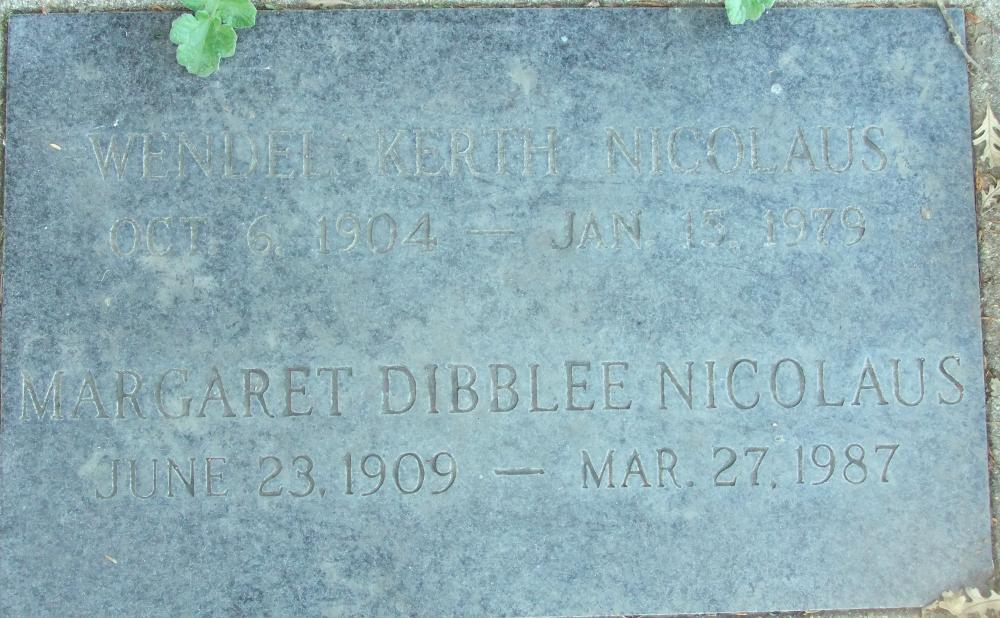 WENDEL KERTH NICOLAUS
OCT. 6, 1904 — JAN. 15, 1979
MARGARET DIBBLEE NICOLAUS
JUNE 23, 1909 — MAR. 27, 1987